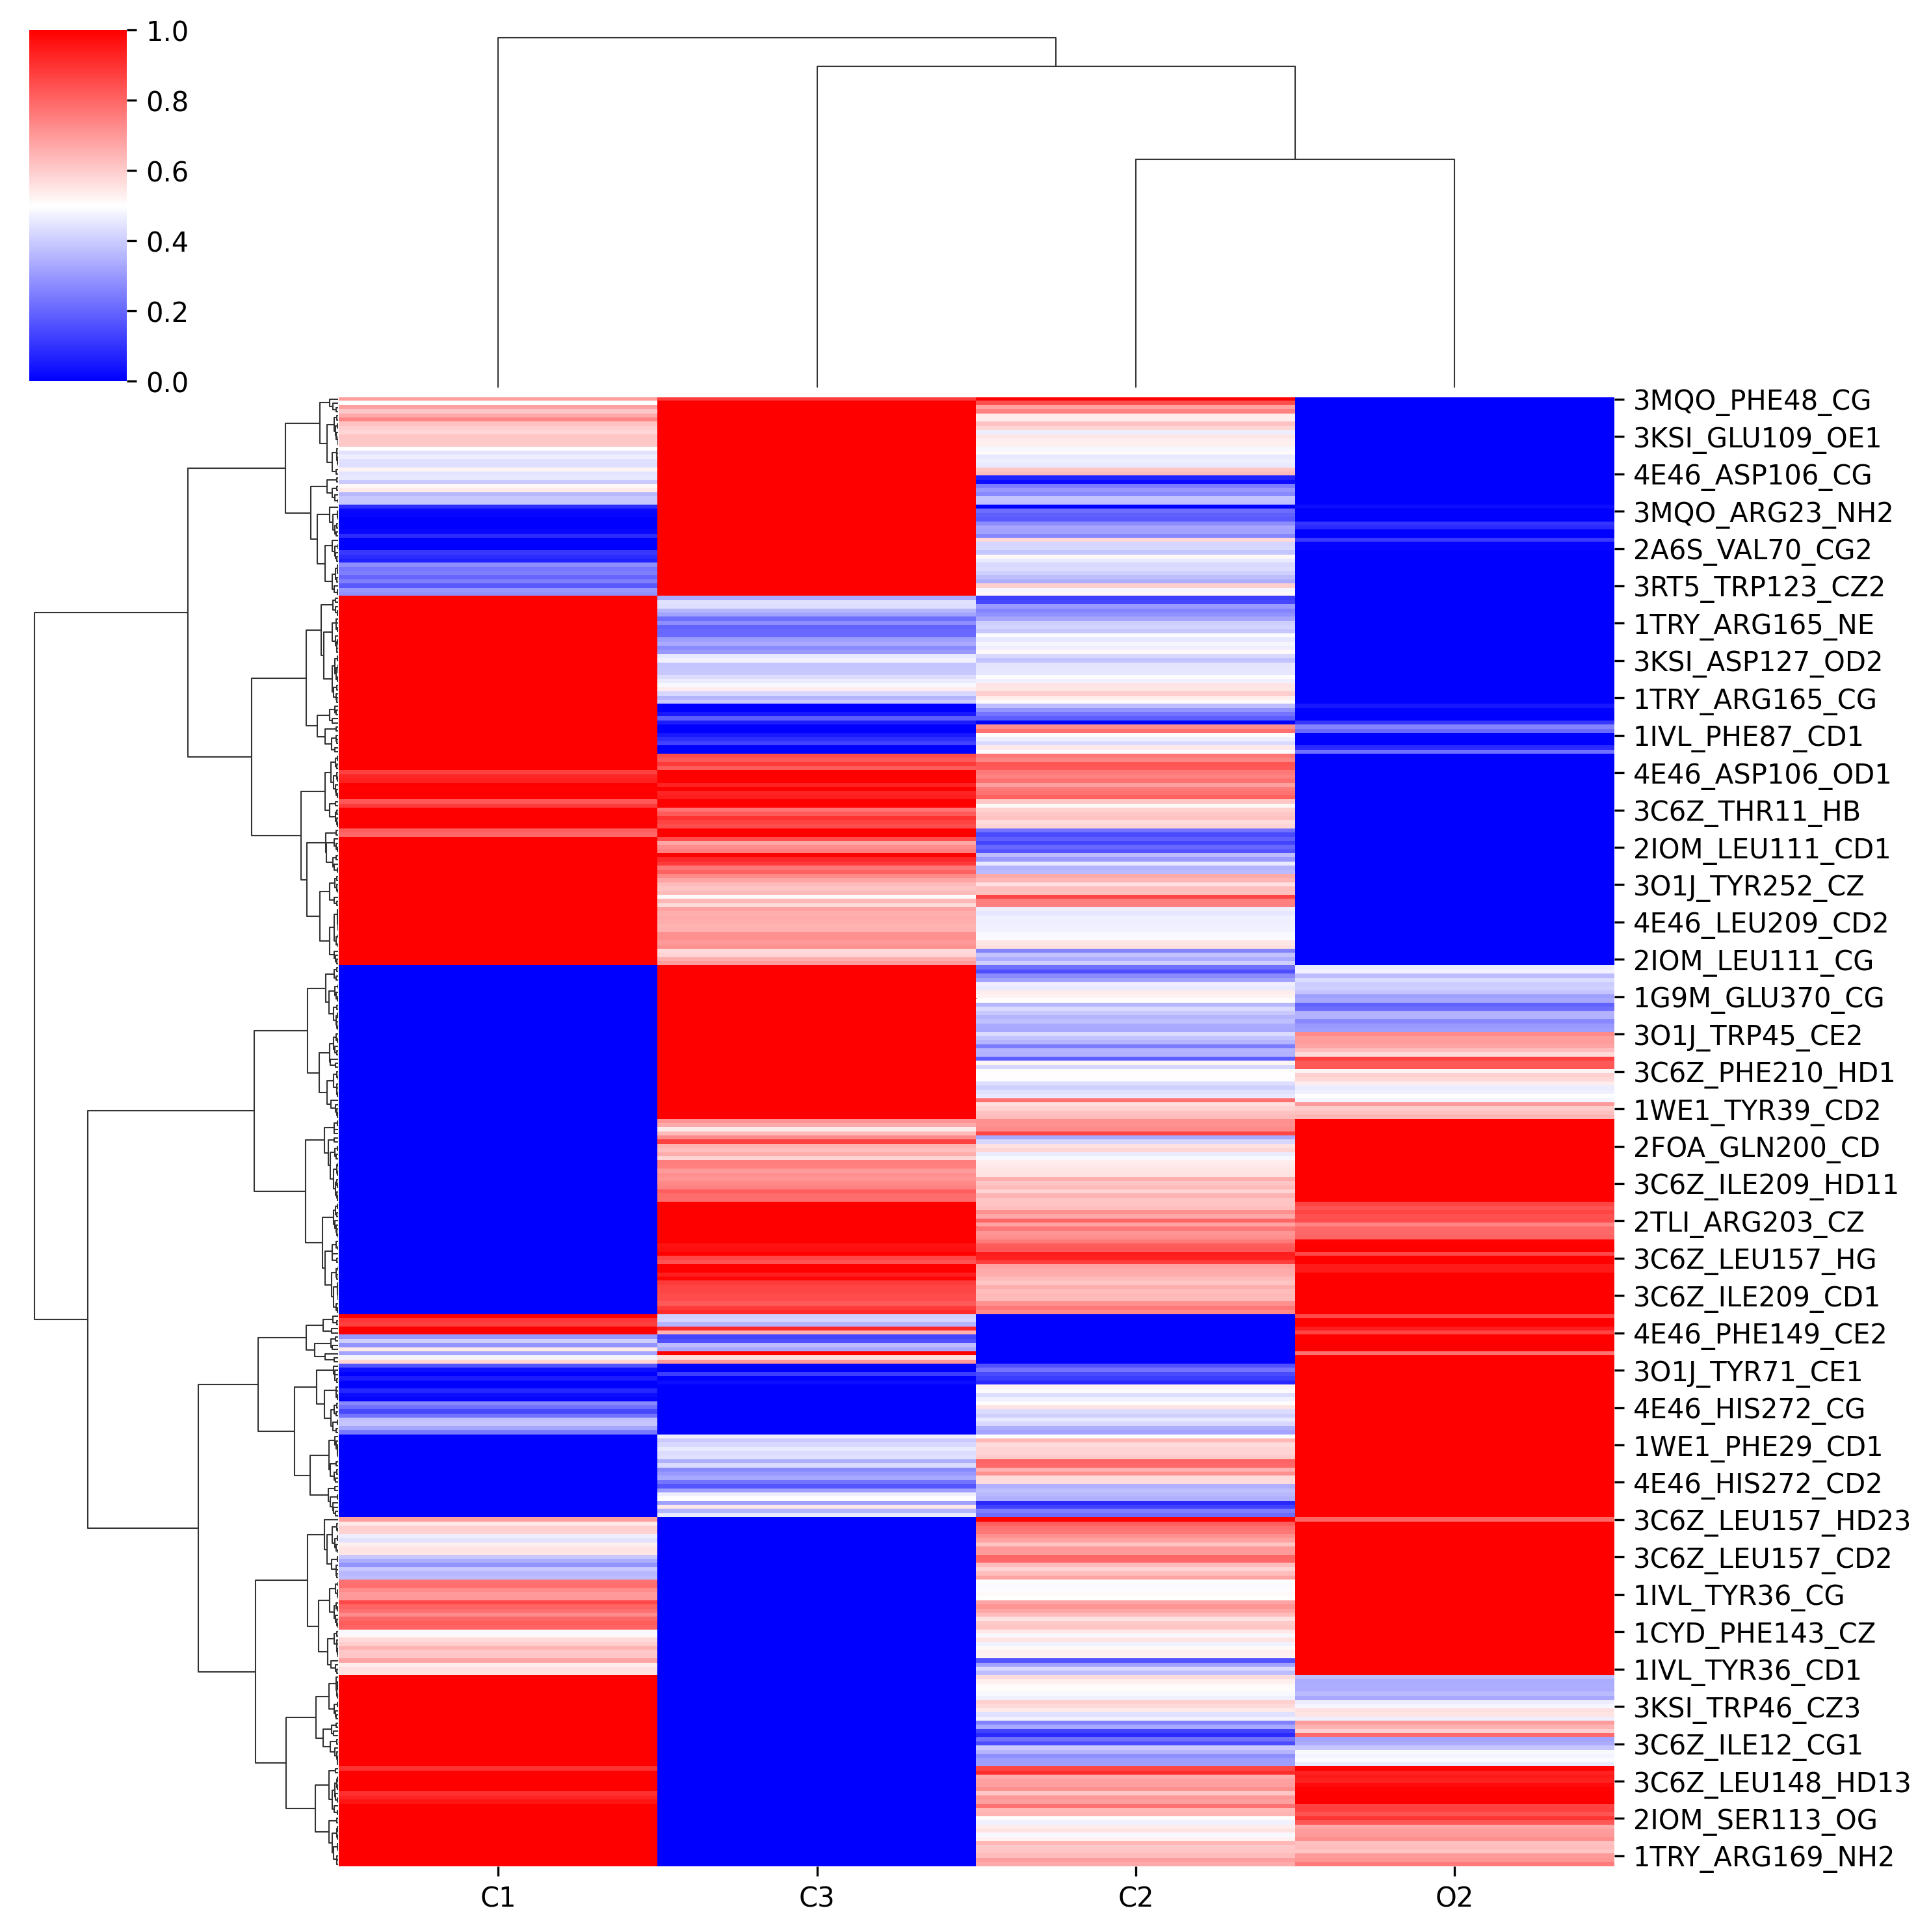 1.0
0.8
0.6
0.4
0.2
0.0
3MQO_PHE48_CG
3KSI_GLU109_OE1
4E46_ASP106_CG
3MQO_ARG23_NH2
2A6S_VAL70_CG2
3RT5_TRP123_CZ2
1TRY_ARG165_NE
3KSI_ASP127_OD2
1TRY_ARG165_CG
1IVL_PHE87_CD1
4E46_ASP106_OD1
3C6Z_THR11_HB
2IOM_LEU111_CD1
3O1J_TYR252_CZ
4E46_LEU209_CD2
2IOM_LEU111_CG
1G9M_GLU370_CG
3O1J_TRP45_CE2
3C6Z_PHE210_HD1
1WE1_TYR39_CD2
2FOA_GLN200_CD
3C6Z_ILE209_HD11
2TLI_ARG203_CZ
3C6Z_LEU157_HG
3C6Z_ILE209_CD1
4E46_PHE149_CE2
3O1J_TYR71_CE1
4E46_HIS272_CG
1WE1_PHE29_CD1
4E46_HIS272_CD2
3C6Z_LEU157_HD23
3C6Z_LEU157_CD2
1IVL_TYR36_CG
1CYD_PHE143_CZ
1IVL_TYR36_CD1
3KSI_TRP46_CZ3
3C6Z_ILE12_CG1
3C6Z_LEU148_HD13
2IOM_SER113_OG
1TRY_ARG169_NH2
C1 C3 C2 O2